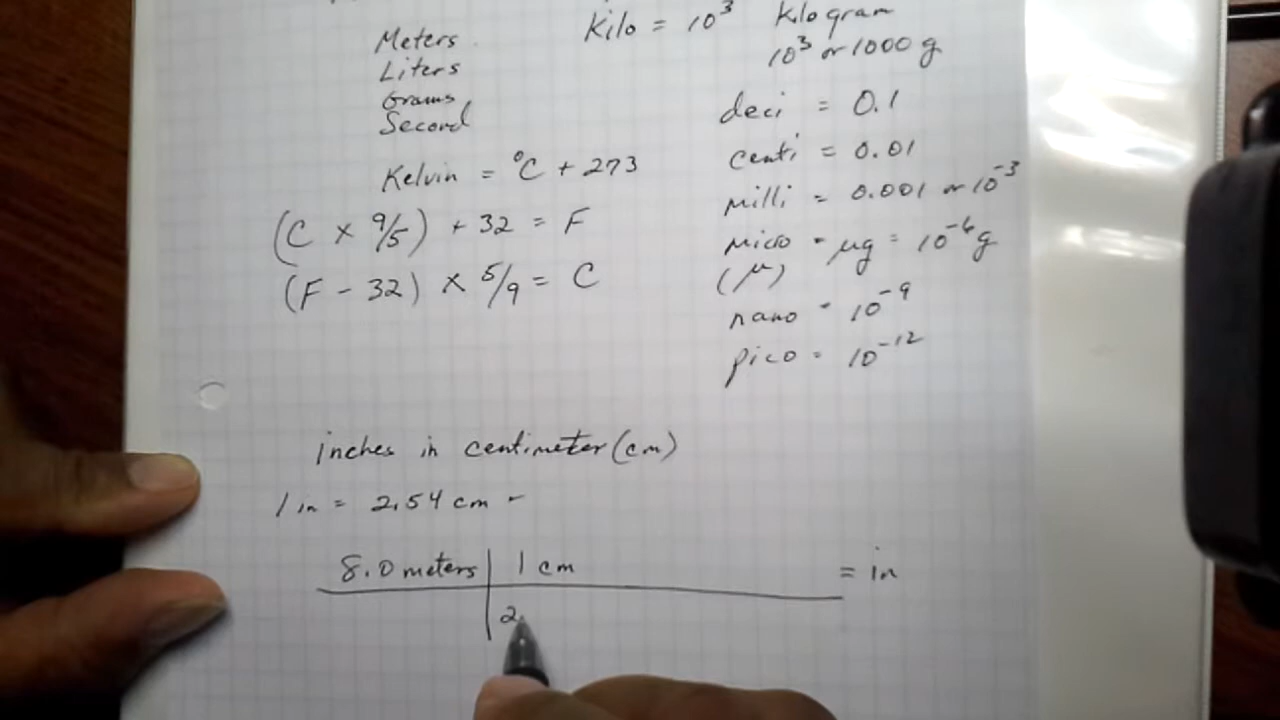 Meters
Liters
Grams
Second
Kelvin = °C + 273
(C × 9/5) + 32 = F
(F - 32) × 5/9 = C
Kilo = 10³
Kilogram
10³ or 1000 g
deci = 0.1
centi = 0.01
milli = 0.001 or 10⁻³
micro = μg = 10⁻⁶g
(μ)
nano = 10⁻⁹
pico = 10⁻¹²
inches in centimeter (cm)
1 in = 2.54 cm -
8.0 meters | 1 cm = in
2.